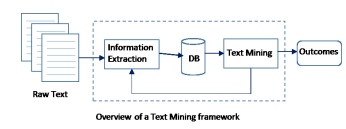 Raw Text
Information
Extraction
DB
Text Mining
Outcomes
Overview of a Text Mining framework